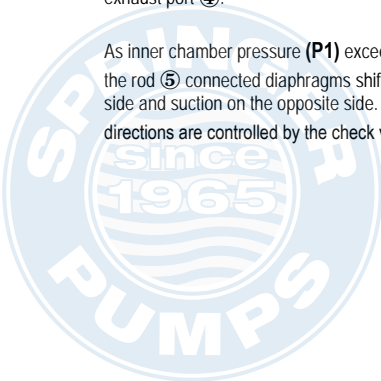 exhaust port ④.
As inner chamber pressure (P1) excee
the rod ⑤ connected diaphragms shif
side and suction on the opposite side.
directions are controlled by the check v
SPRINGER
since
1965
PUMPS